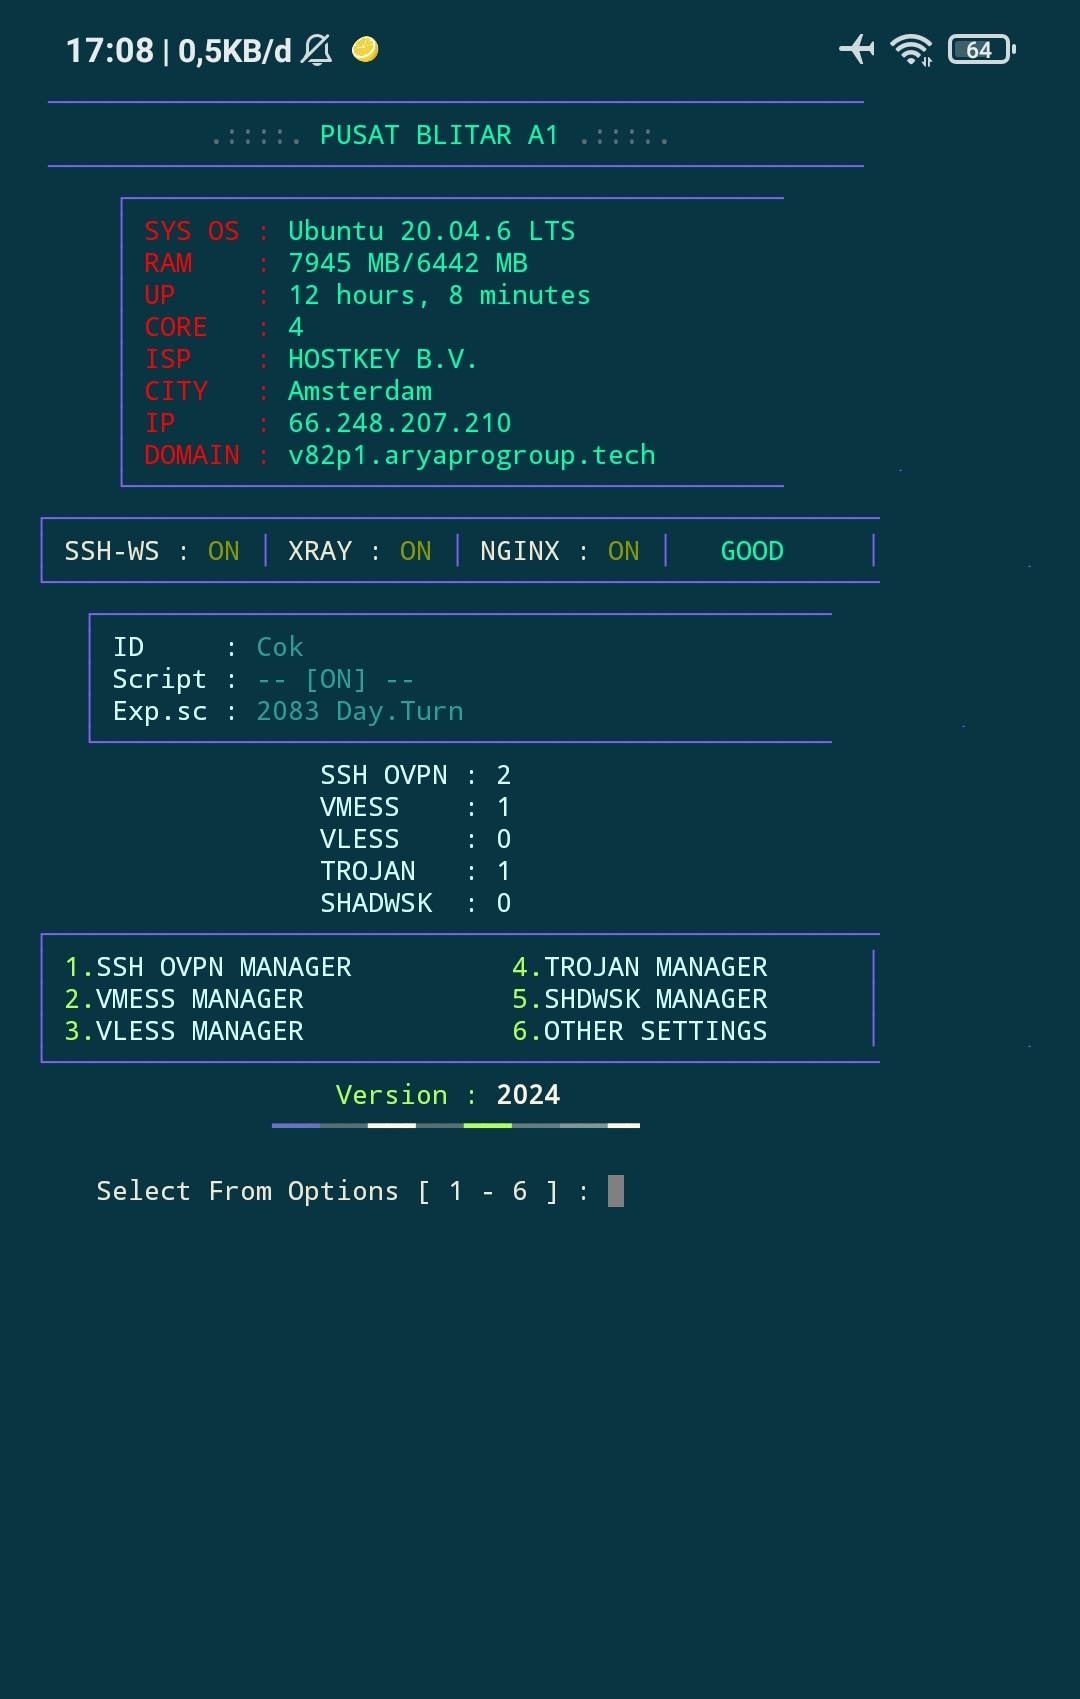 17:08 | 0,5KB/d 64
.::::. PUSAT BLITAR A1 .::::.
SYS OS : Ubuntu 20.04.6 LTS
RAM : 7945 MB/6442 MB
UP : 12 hours, 8 minutes
CORE : 4
ISP : HOSTKEY B.V.
CITY : Amsterdam
IP : 66.248.207.210
DOMAIN : v82p1.aryaprogroup.tech
SSH-WS : ON │ XRAY : ON │ NGINX : ON │ GOOD │
ID : Cok
Script : -- [ON] --
Exp.sc : 2083 Day.Turn
SSH OVPN : 2
VMESS : 1
VLESS : 0
TROJAN : 1
SHADWSK : 0
1.SSH OVPN MANAGER 4.TROJAN MANAGER
2.VMESS MANAGER 5.SHDWSK MANAGER
3.VLESS MANAGER 6.OTHER SETTINGS
Version : 2024
Select From Options [ 1 - 6 ] :